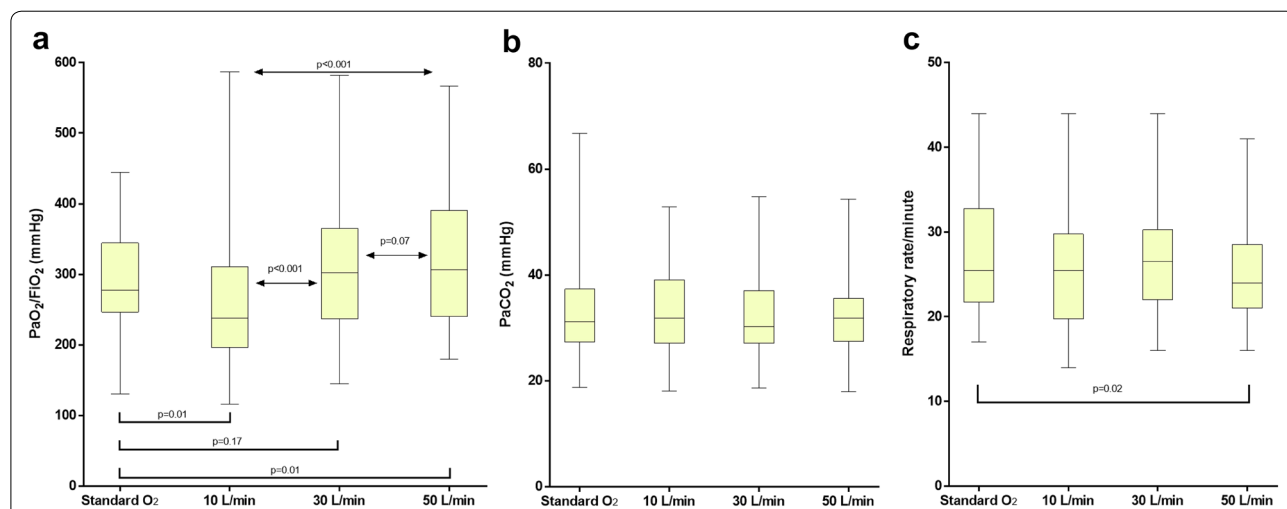 a
600
500
400
300
200
100
0
PaO2/FiO2 (mmHg)
p<0.001
p=0.07
p<0.001
p=0.01
p=0.17
p=0.01
Standard O2 10 L/min 30 L/min 50 L/min
b
80
60
40
20
0
PaCO2 (mmHg)
Standard O2 10 L/min 30 L/min 50 L/min
c
50
40
30
20
10
0
Respiratory rate/minute
p=0.02
Standard O2 10 L/min 30 L/min 50 L/min